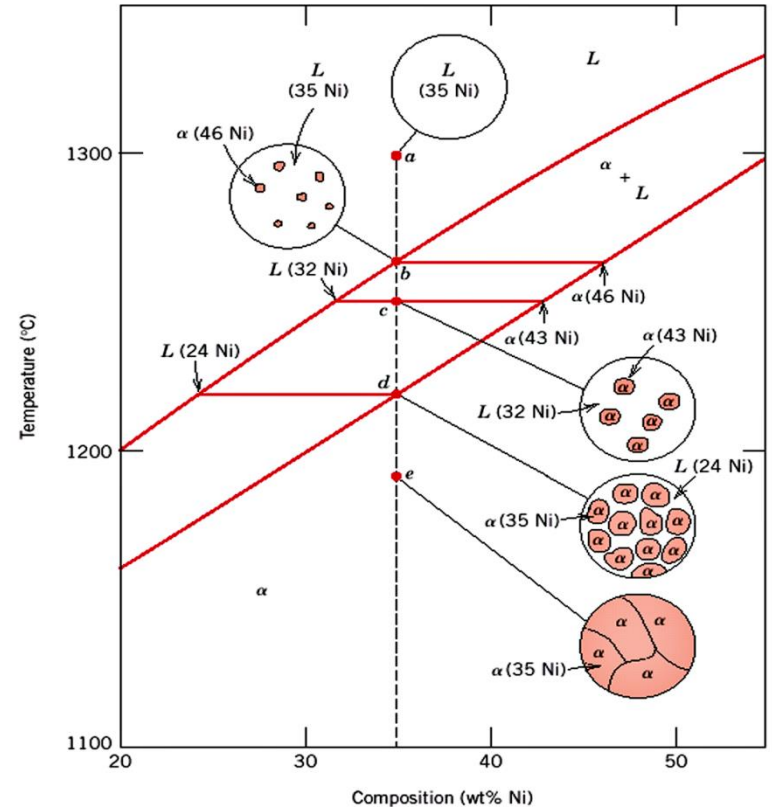 L
(35 Ni)
L
(35 Ni)
L
α (46 Ni)
1300
a
α
+
L
L (32 Ni)
b
α (46 Ni)
c
α (43 Ni)
L (24 Ni)
α (43 Ni)
d
α
α
L (32 Ni)
α
α
α
Temperature (°C)
1200
e
L (24 Ni)
α
α
α
α (35 Ni)
α
α
α
α
α
α
α
α
α
α
α
α
α
α (35 Ni)
α
1100
20
30
40
50
Composition (wt% Ni)